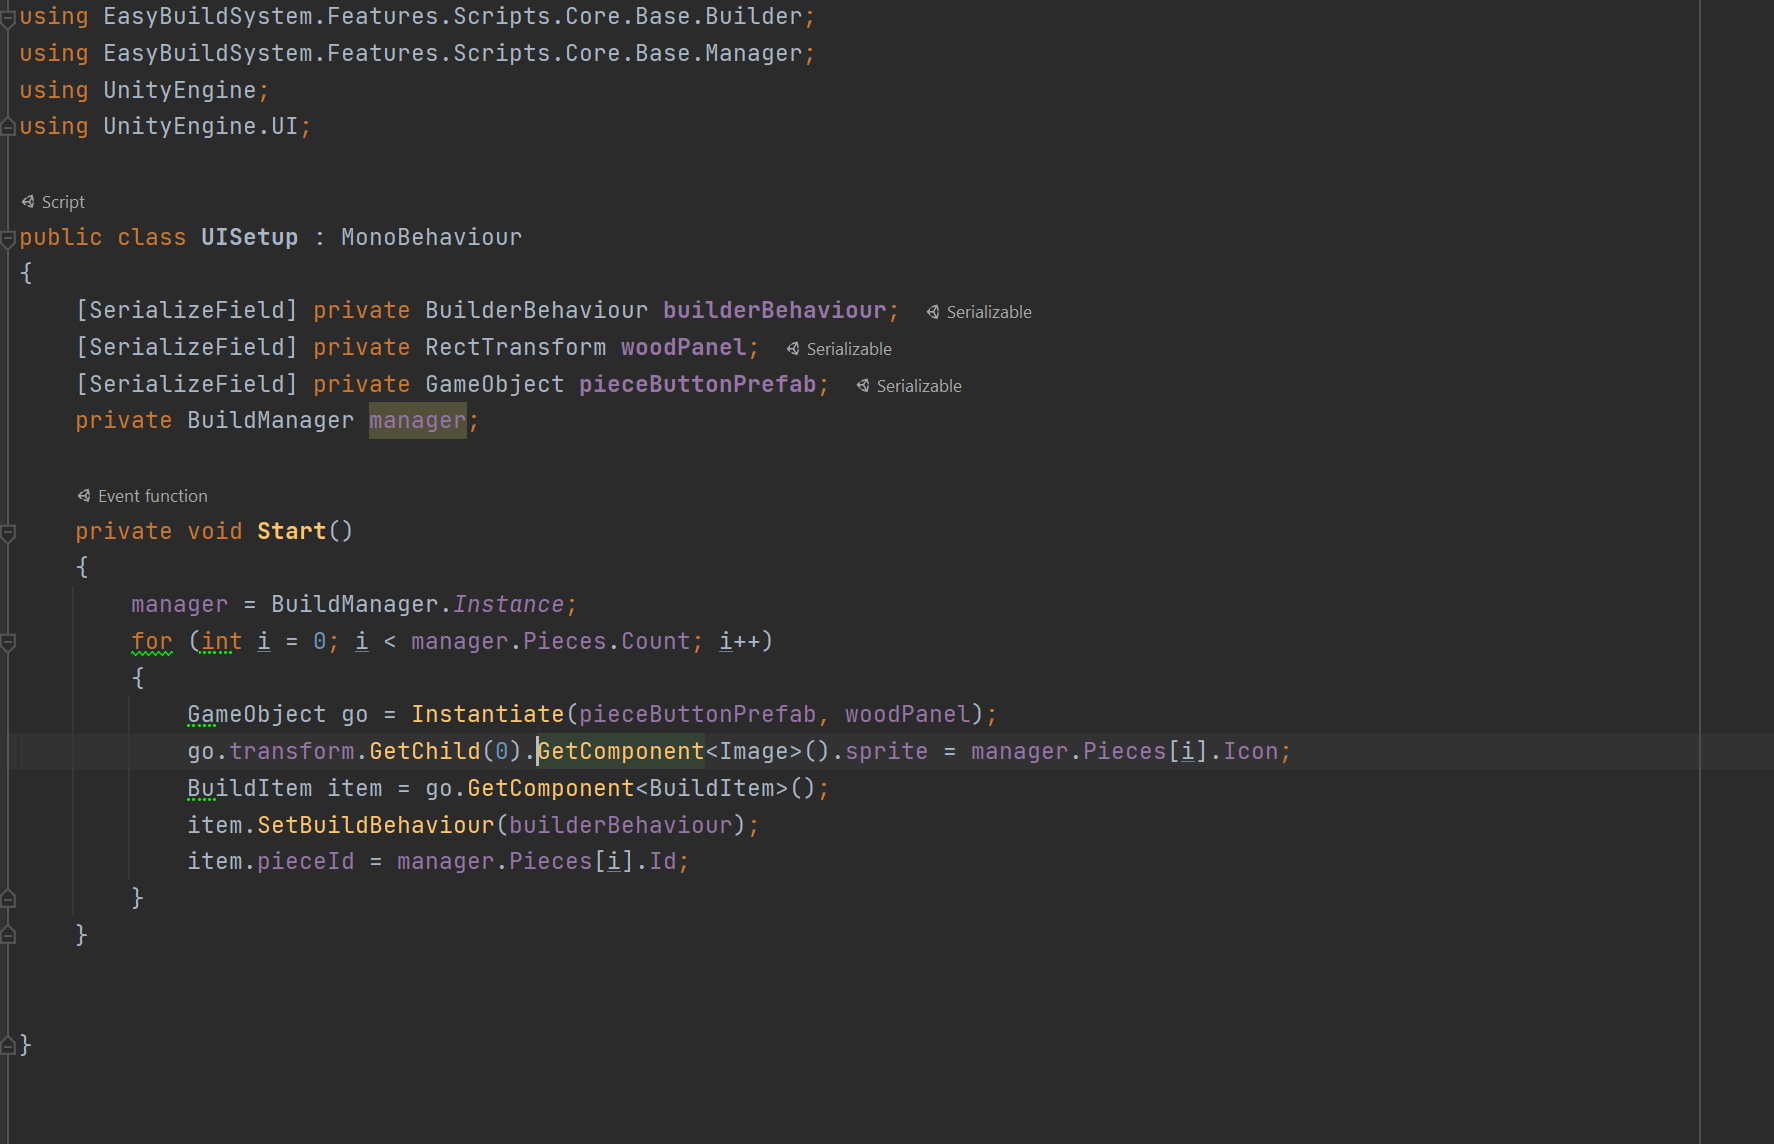 using EasyBuildSystem.Features.Scripts.Core.Base.Builder;
using EasyBuildSystem.Features.Scripts.Core.Base.Manager;
using UnityEngine;
using UnityEngine.UI;
Script
public class UISetup : MonoBehaviour
{
[SerializeField] private BuilderBehaviour builderBehaviour; Serializable
[SerializeField] private RectTransform woodPanel; Serializable
[SerializeField] private GameObject pieceButtonPrefab; Serializable
private BuildManager manager;
Event function
private void Start()
{
manager = BuildManager.Instance;
for (int i = 0; i < manager.Pieces.Count; i++)
{
GameObject go = Instantiate(pieceButtonPrefab, woodPanel);
go.transform.GetChild(0).GetComponent<Image>().sprite = manager.Pieces[i].Icon;
BuildItem item = go.GetComponent<BuildItem>();
item.SetBuildBehaviour(builderBehaviour);
item.pieceId = manager.Pieces[i].Id;
}
}
}